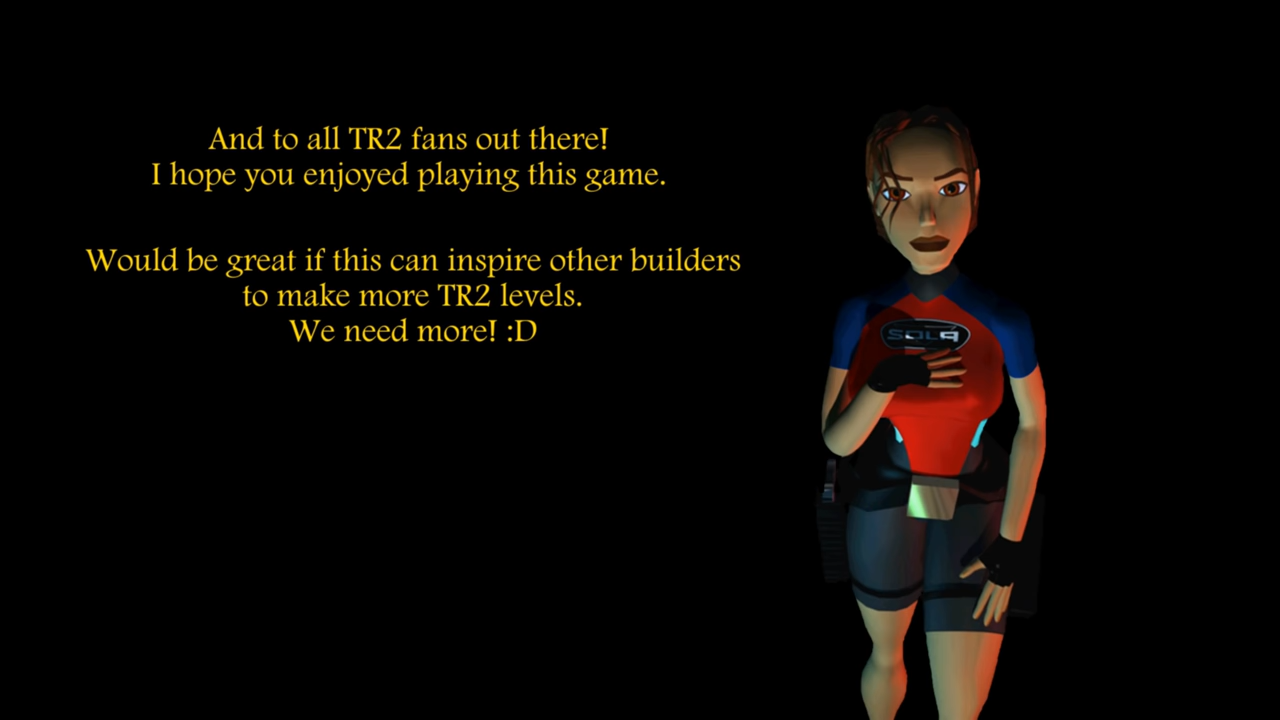 And to all TR2 fans out there!
I hope you enjoyed playing this game.
Would be great if this can inspire other builders
to make more TR2 levels.
We need more! :D
SOLA